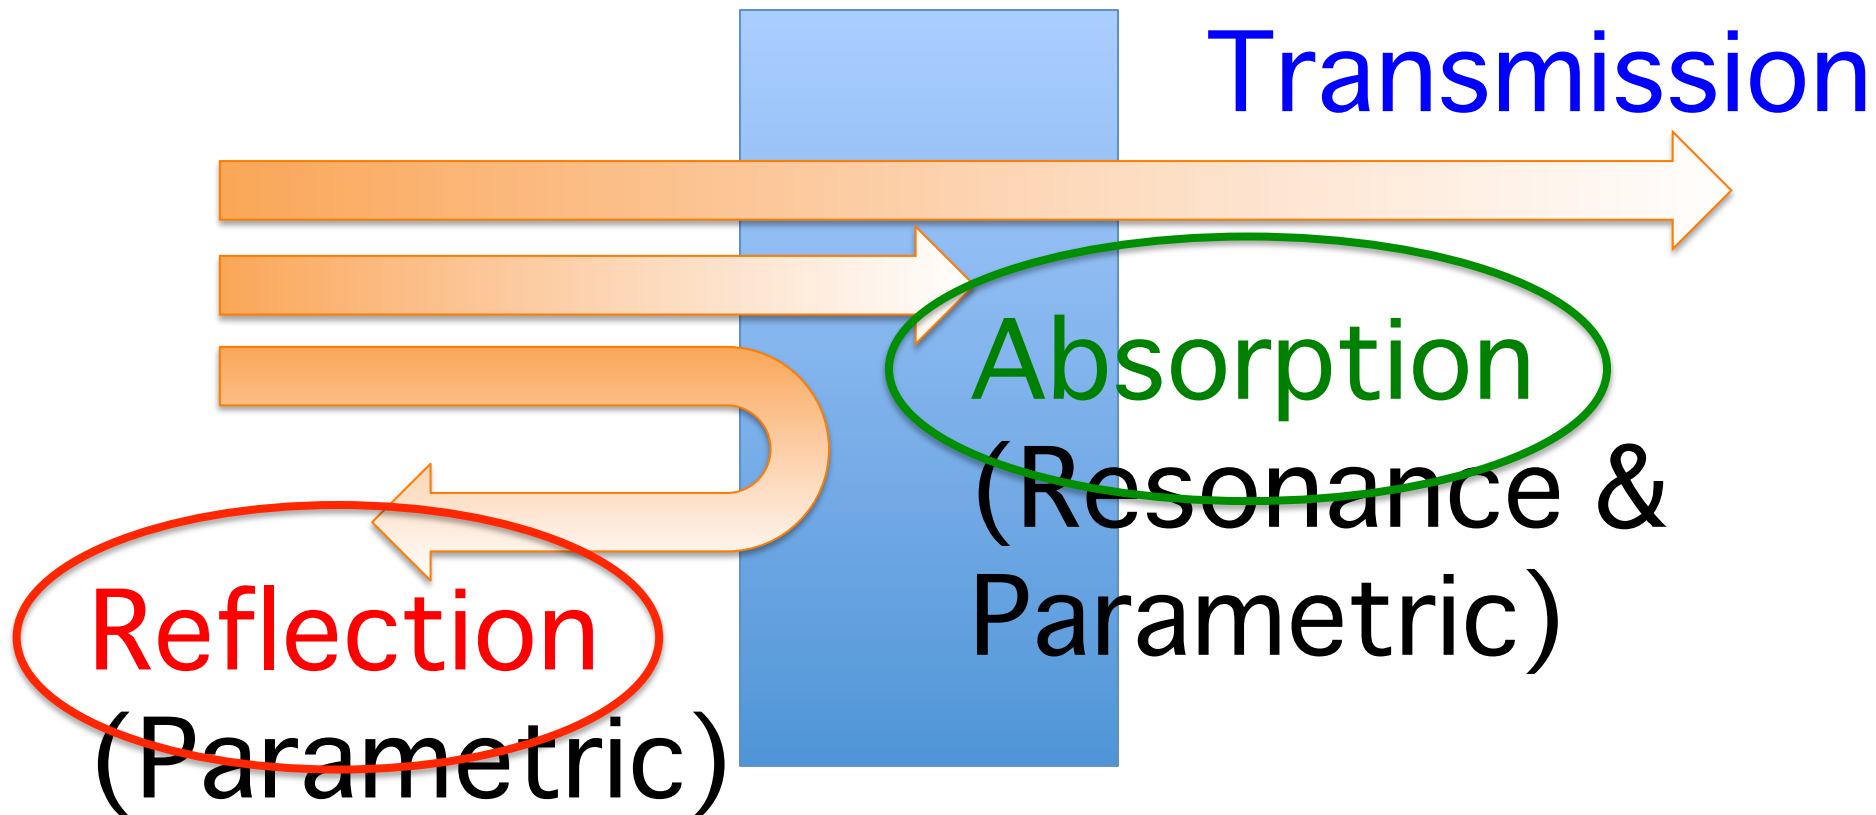 Transmission
Absorption
(Resonance &
Parametric)
Reflection
(Parametric)